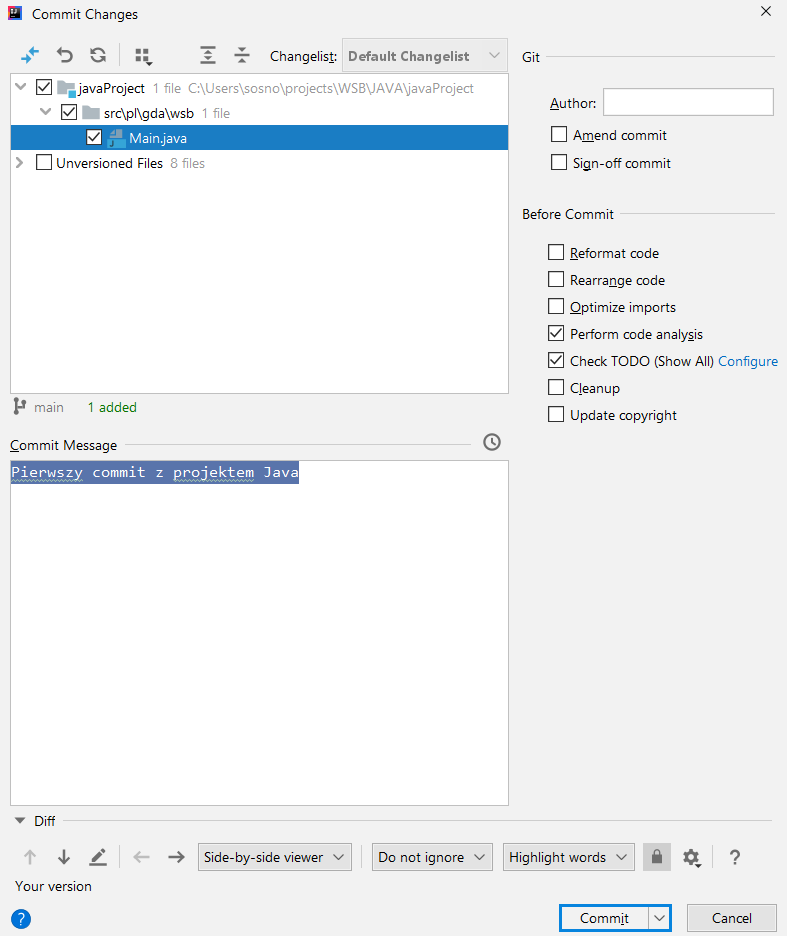 Commit Changes
Changelist: Default Changelist
javaProject 1 file C:\Users\sosno\projects\WSB\JAVA\javaProject
src\pl\gda\wsb 1 file
Main.java
Unversioned Files 8 files
main 1 added
Commit Message
Pierwszy commit z projektem Java
Git
Author:
Amend commit
Sign-off commit
Before Commit
Reformat code
Rearrange code
Optimize imports
Perform code analysis
Check TODO (Show All) Configure
Cleanup
Update copyright
Diff
Side-by-side viewer Do not ignore Highlight words ?
Your version
? Commit Cancel